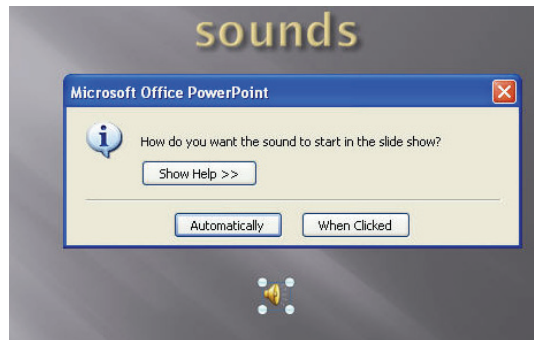 sounds
Microsoft Office PowerPoint
How do you want the sound to start in the slide show?
Show Help >>
Automatically When Clicked